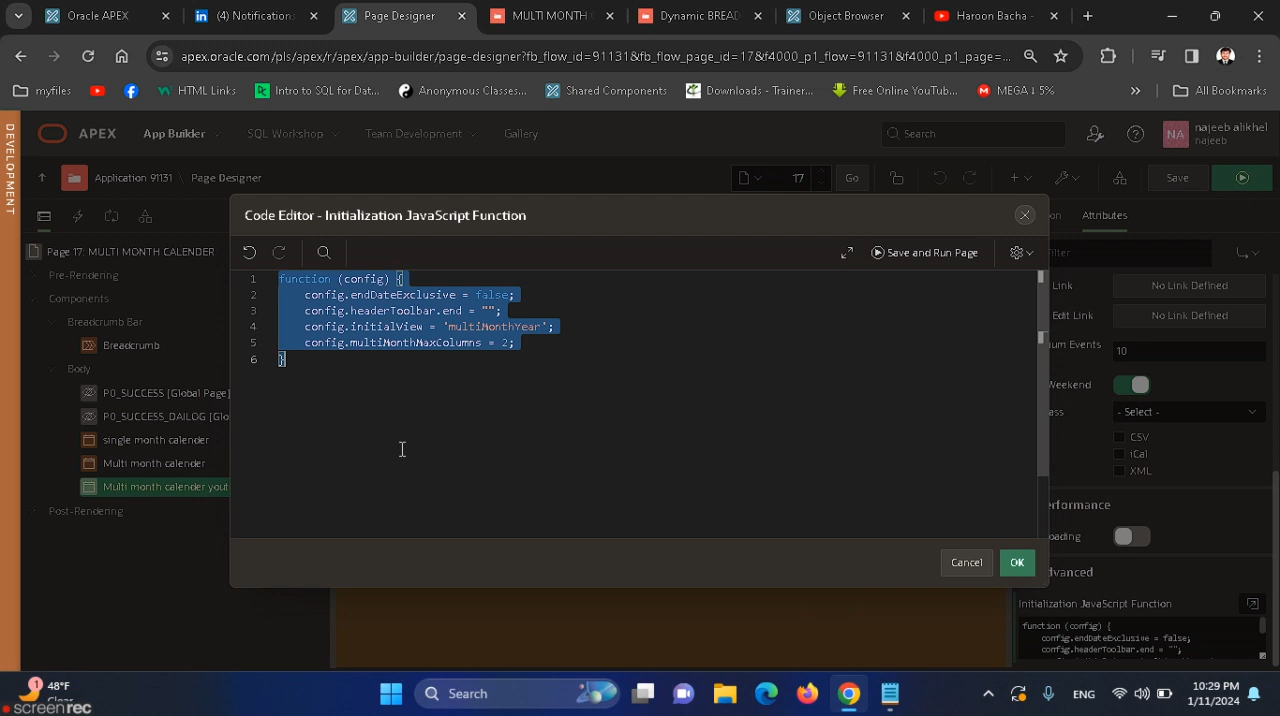 Oracle APEX
(4) Notifications
Page Designer
MULTI MONTH
Dynamic BREAD
Object Browser
Haroon Bacha -
apex.oracle.com/pls/apex/r/apex/app-builder/page-designer?fb_flow_id=91131&fb_flow_page_id=17&f4000_p1_flow=91131&f4000_p1_page=...
myfiles
HTML Links
Intro to SQL for Dat...
Anonymous Classes...
Shared Components
Downloads - Trainer...
Free Online YouTub...
MEGA ↓ 5%
»
All Bookmarks
DEVELOPMENT
APEX
App Builder
SQL Workshop
Team Development
Gallery
Search
NA
najeeb alikhel
najeeb
Application 91131 \ Page Designer
17
Go
Save
Code Editor - Initialization JavaScript Function
Attributes
Page 17: MULTI MONTH CALENDER
Pre-Rendering
Components
Breadcrumb Bar
Breadcrumb
Body
P0_SUCCESS [Global Page]
P0_SUCCESS_DAILOG [Glo
single month calender
Multi month calender
Multi month calender yout
Post-Rendering
Save and Run Page
1 function (config) {
2 config.endDateExclusive = false;
3 config.headerToolbar.end = "";
4 config.initialView = 'multiMonthYear';
5 config.multiMonthMaxColumns = 2;
6 }
Cancel
OK
Link
No Link Defined
Edit Link
No Link Defined
um Events
10
Weekend
- Select -
CSV
iCal
XML
erformance
oading
dvanced
Initialization JavaScript Function
function (config) {
config.endDateExclusive = false;
config.headerToolbar.end = "";
1
48°F
Clear
screenrec
Search
ENG
10:29 PM
1/11/2024